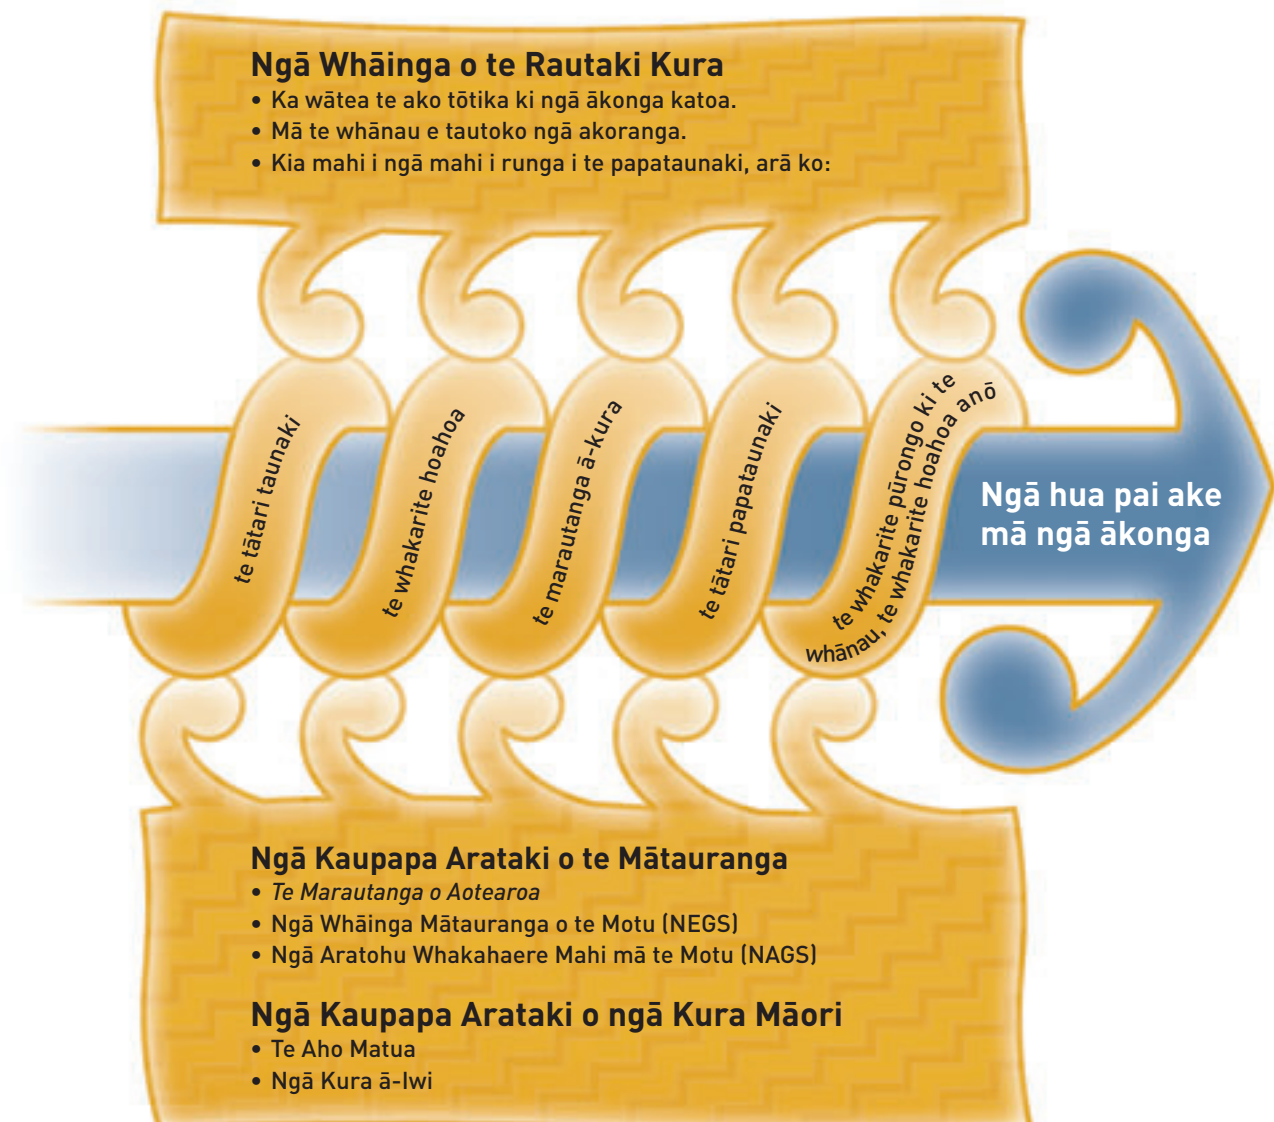 Ngā Whāinga o te Rautaki Kura
• Ka wātea te ako tōtika ki ngā ākonga katoa.
• Mā te whānau e tautoko ngā akoranga.
• Kia mahi i ngā mahi i runga i te papataunaki, arā ko:
te tātari taunaki
te whakarite hoahoa
te marautanga ā-kura
te tātari papataunaki
te whakarite pūrongo ki te
whānau, te whakarite hoahoa anō
Ngā hua pai ake
mā ngā ākonga
Ngā Kaupapa Arataki o te Mātauranga
• Te Marautanga o Aotearoa
• Ngā Whāinga Mātauranga o te Motu (NEGS)
• Ngā Aratohu Whakahaere Mahi mā te Motu (NAGS)
Ngā Kaupapa Arataki o ngā Kura Māori
• Te Aho Matua
• Ngā Kura ā-Iwi